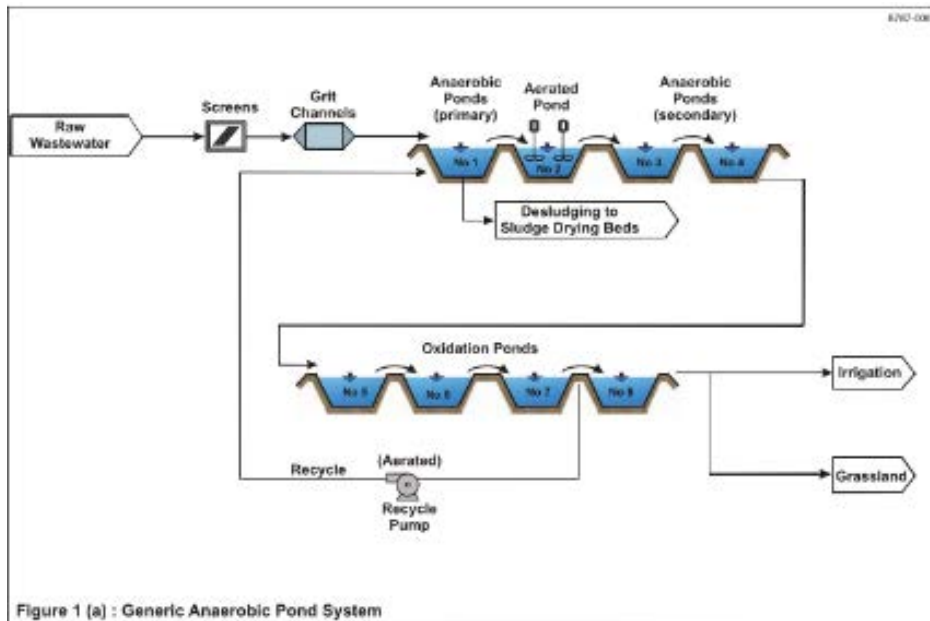 Raw
Wastewater
Screens
Grit
Channels
Anaerobic
Ponds
(primary)
Aerated
Pond
Anaerobic
Ponds
(secondary)
No 1
No 2
No 3
No 4
Desludging to
Sludge Drying Beds
Oxidation Ponds
No 5
No 6
No 7
No 8
Irrigation
Grassland
Recycle
(Aerated)
Recycle
Pump
Figure 1 (a) : Generic Anaerobic Pond System